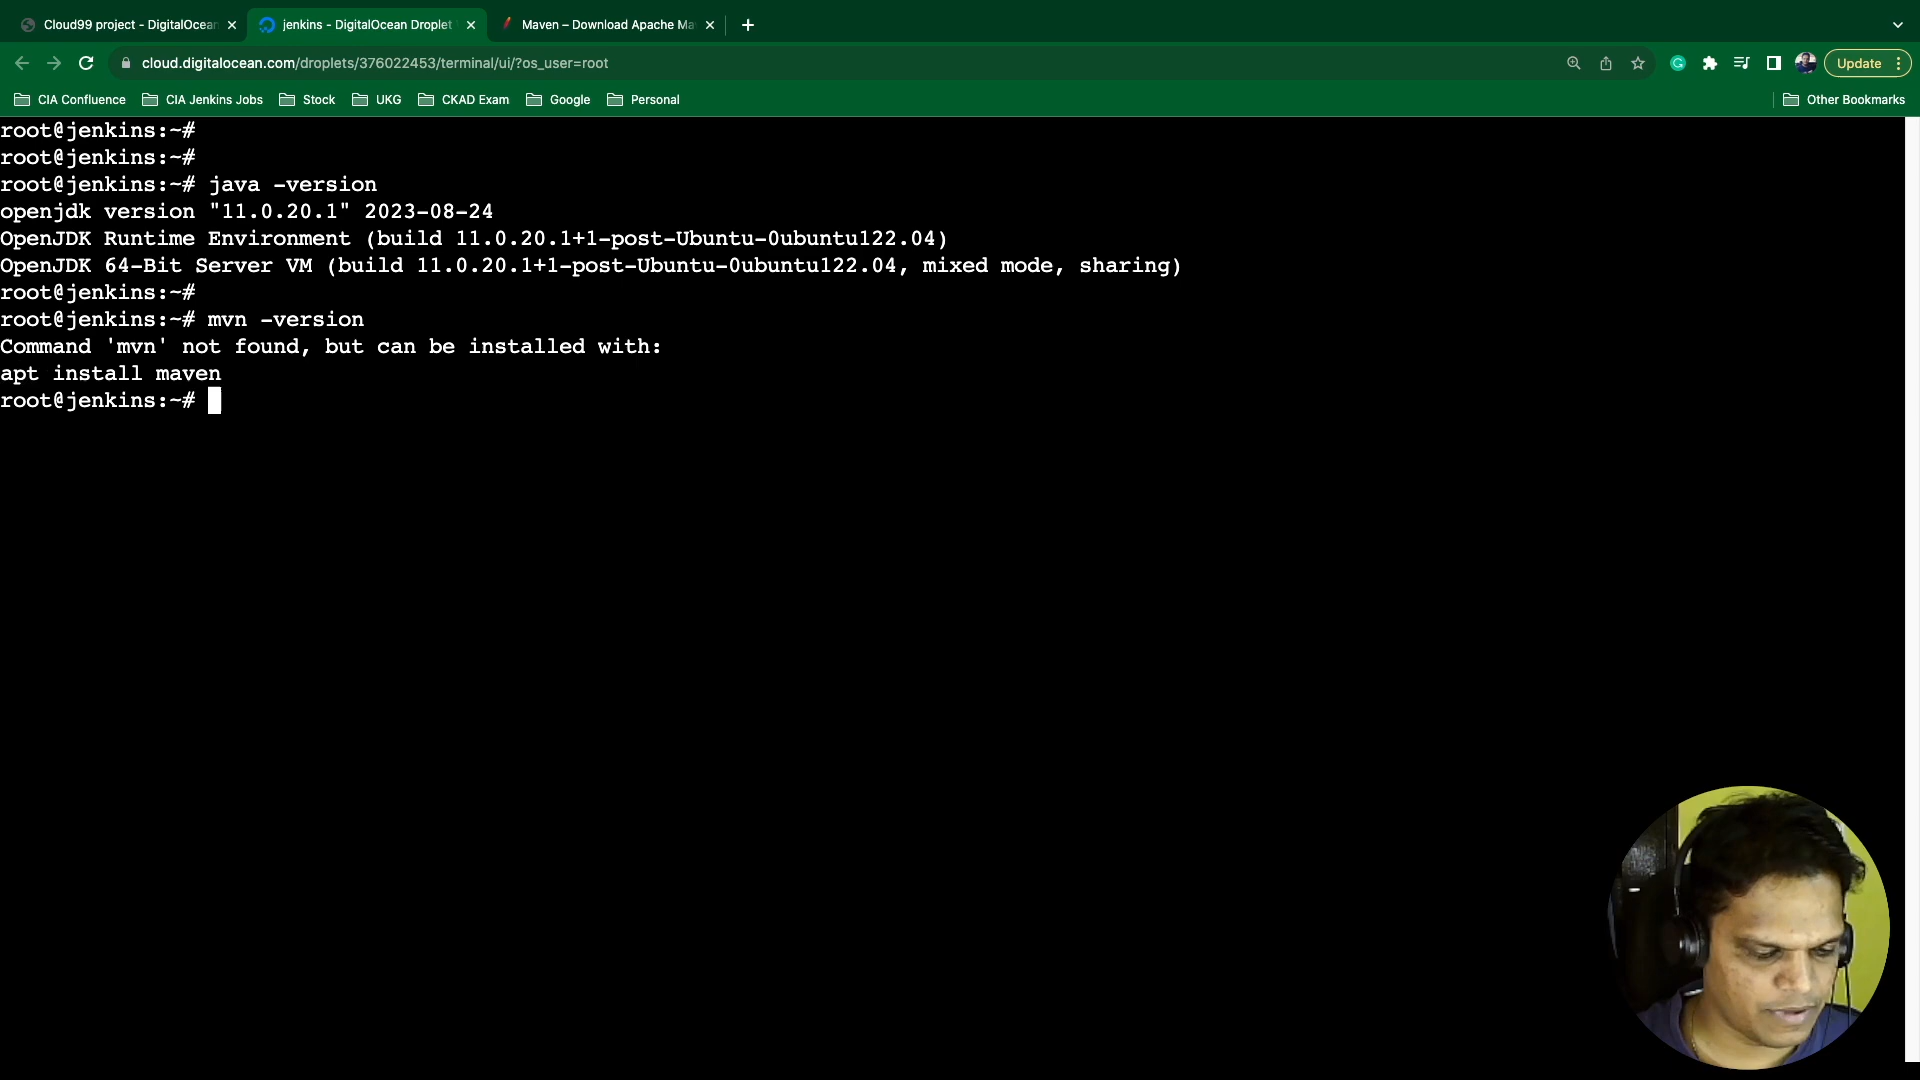 Cloud99 project - DigitalOcean
jenkins - DigitalOcean Droplet
Maven – Download Apache Ma
cloud.digitalocean.com/droplets/376022453/terminal/ui/?os_user=root
Update
CIA Confluence
CIA Jenkins Jobs
Stock
UKG
CKAD Exam
Google
Personal
Other Bookmarks
root@jenkins:~#
root@jenkins:~#
root@jenkins:~# java -version
openjdk version "11.0.20.1" 2023-08-24
OpenJDK Runtime Environment (build 11.0.20.1+1-post-Ubuntu-0ubuntu122.04)
OpenJDK 64-Bit Server VM (build 11.0.20.1+1-post-Ubuntu-0ubuntu122.04, mixed mode, sharing)
root@jenkins:~#
root@jenkins:~# mvn -version
Command 'mvn' not found, but can be installed with:
apt install maven
root@jenkins:~#